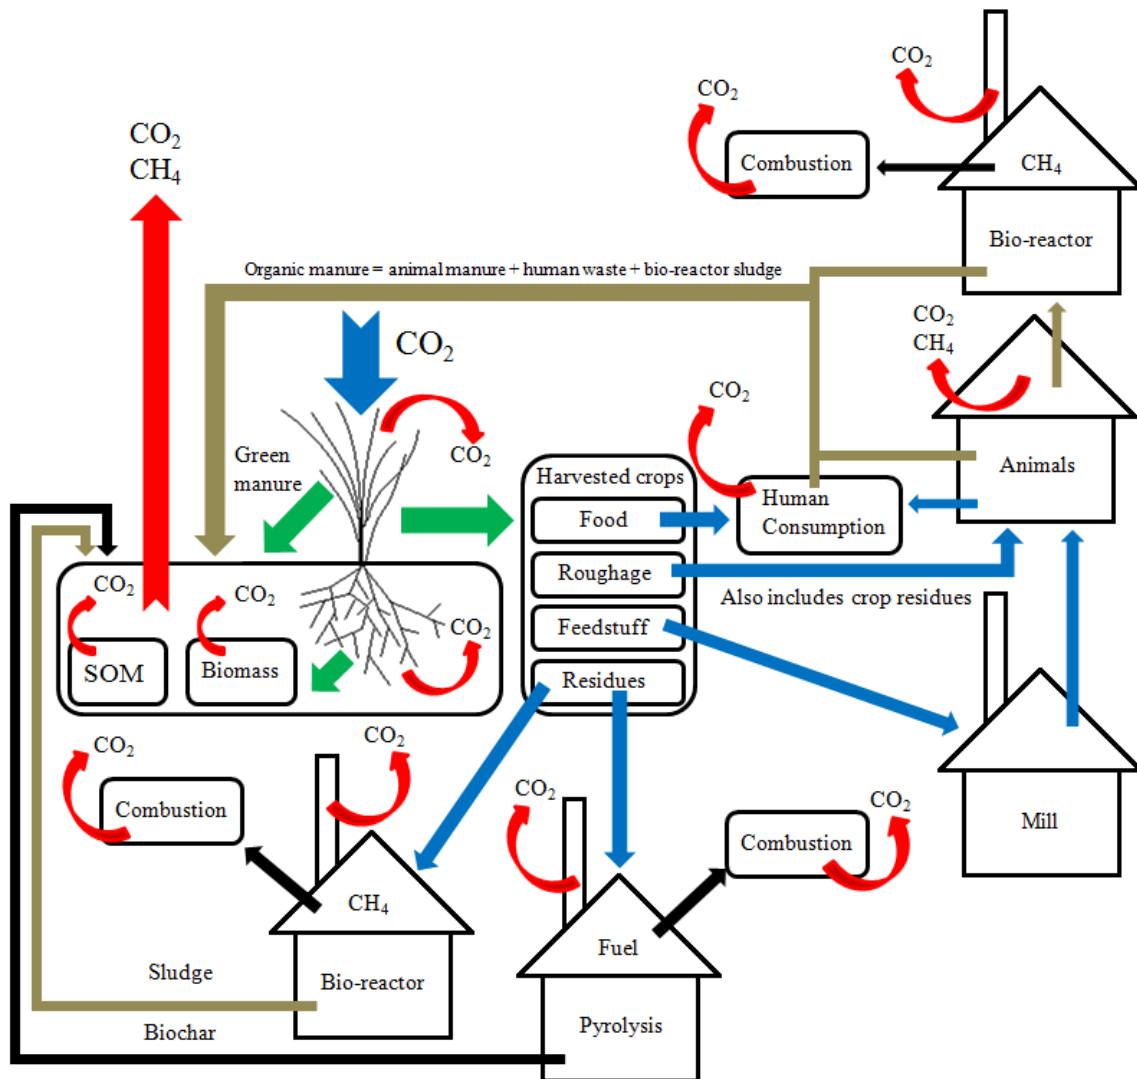 CO₂
CO₂
CO₂
CH₄
Combustion
CH₄
Bio-reactor
Organic manure = animal manure + human waste + bio-reactor sludge
CO₂
CO₂
CH₄
CO₂
Green
manure
CO₂
Harvested crops
Food
Roughage
Feedstuff
Residues
Human
Consumption
Animals
Also includes crop residues
CO₂
CO₂
CO₂
SOM
Biomass
CO₂
CO₂
Combustion
CO₂
CO₂
Combustion
Mill
CH₄
Bio-reactor
Fuel
Pyrolysis
Sludge
Biochar